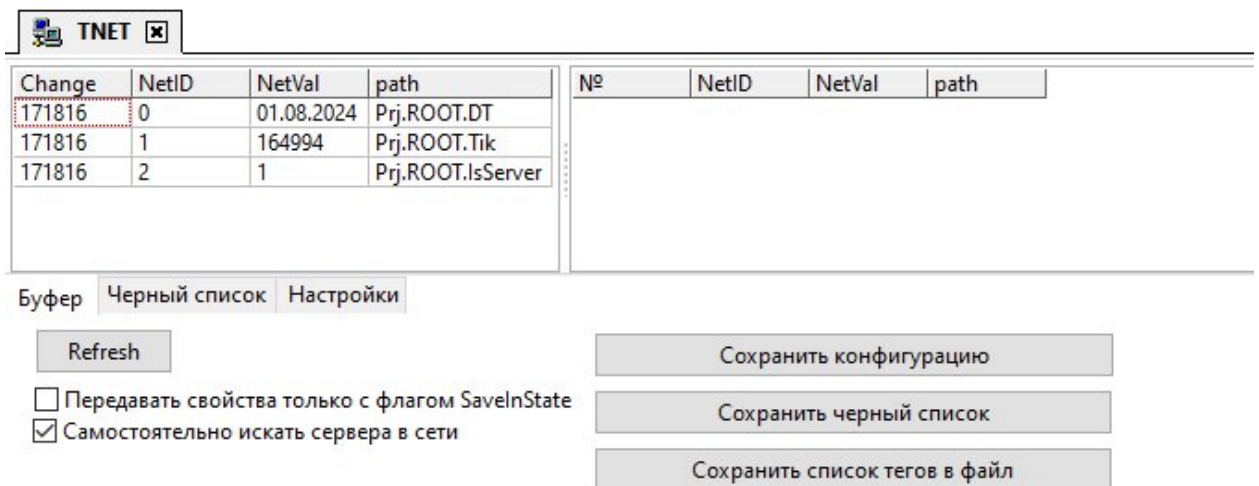 TNET
Change NetID NetVal path
171816 0 01.08.2024 Prj.ROOT.DT
171816 1 164994 Prj.ROOT.Tik
171816 2 1 Prj.ROOT.IsServer
№ NetID NetVal path
Буфер Черный список Настройки
Refresh
Передавать свойства только с флагом SaveInState
Самостоятельно искать сервера в сети
Сохранить конфигурацию
Сохранить черный список
Сохранить список тегов в файл